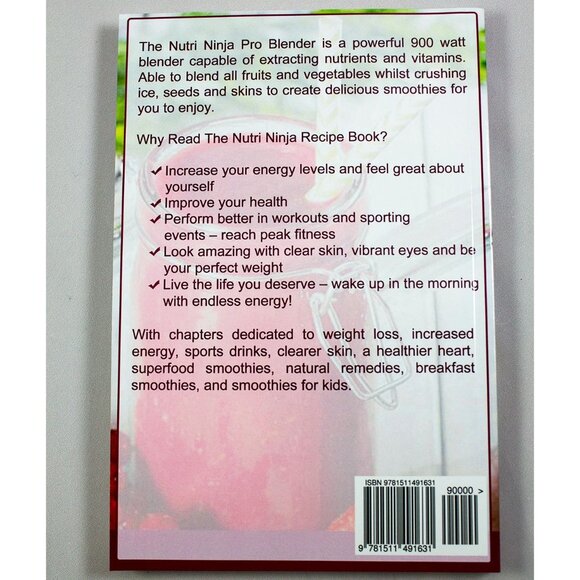 The Nutri Ninja Pro Blender is a powerful 900 watt
blender capable of extracting nutrients and vitamins.
Able to blend all fruits and vegetables whilst crushing
ice, seeds and skins to create delicious smoothies for
you to enjoy.
Why Read The Nutri Ninja Recipe Book?
✓ Increase your energy levels and feel great about
yourself
✓ Improve your health
✓ Perform better in workouts and sporting
events – reach peak fitness
✓ Look amazing with clear skin, vibrant eyes and be
your perfect weight
✓ Live the life you deserve – wake up in the morning
with endless energy!
With chapters dedicated to weight loss, increased
energy, sports drinks, clearer skin, a healthier heart,
superfood smoothies, natural remedies, breakfast
smoothies, and smoothies for kids.
ISBN 9781511491631
90000 >
9 781511 491631